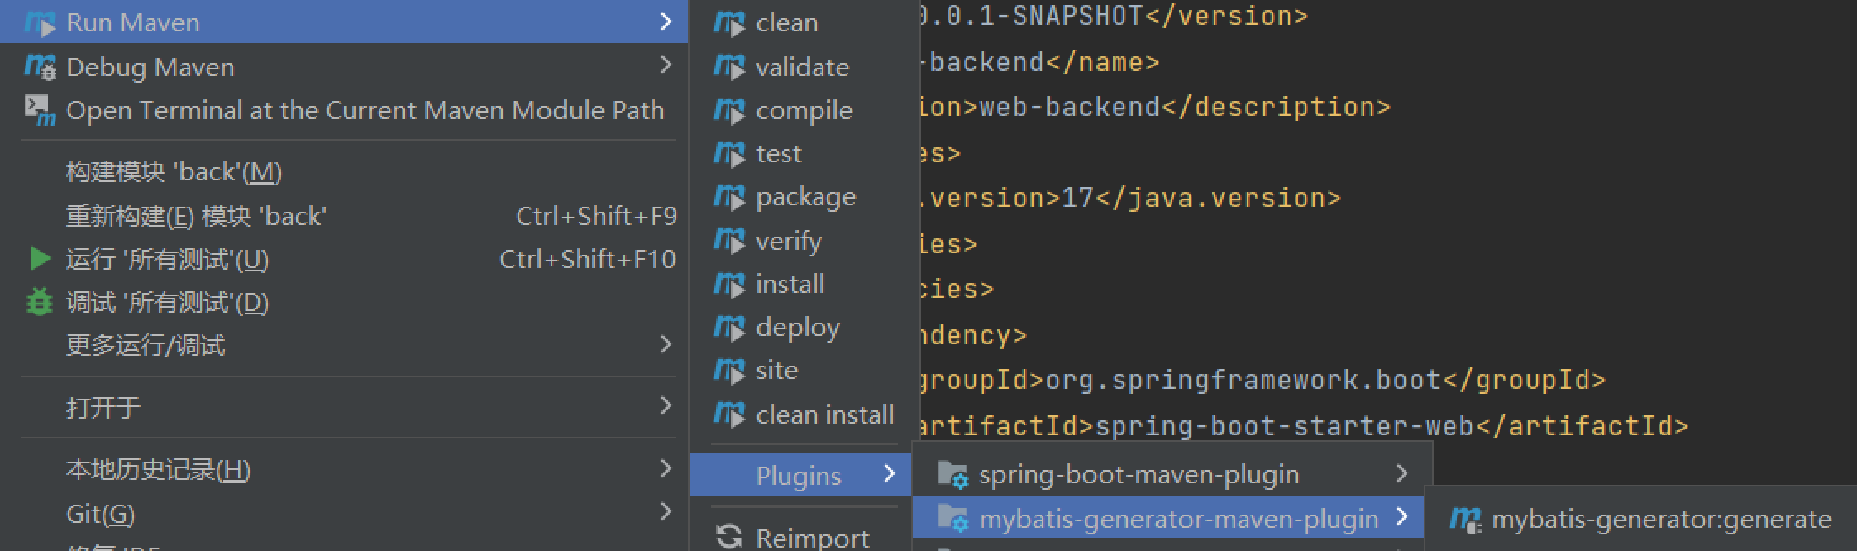 Run Maven
Debug Maven
Open Terminal at the Current Maven Module Path
构建模块 'back'(M)
重新构建(E) 模块 'back' Ctrl+Shift+F9
运行 '所有测试'(U) Ctrl+Shift+F10
调试 '所有测试'(D)
更多运行/调试
打开于
本地历史记录(H)
Git(G)
clean
validate
compile
test
package
verify
install
deploy
site
clean install
Plugins
Reimport
spring-boot-maven-plugin
mybatis-generator-maven-plugin
mybatis-generator:generate
.0.1-SNAPSHOT</version>
-backend</name>
ion>web-backend</description>
es>
.version>17</java.version>
ies>
cies>
ndency>
groupId>org.springframework.boot</groupId>
artifactId>spring-boot-starter-web</artifactId>